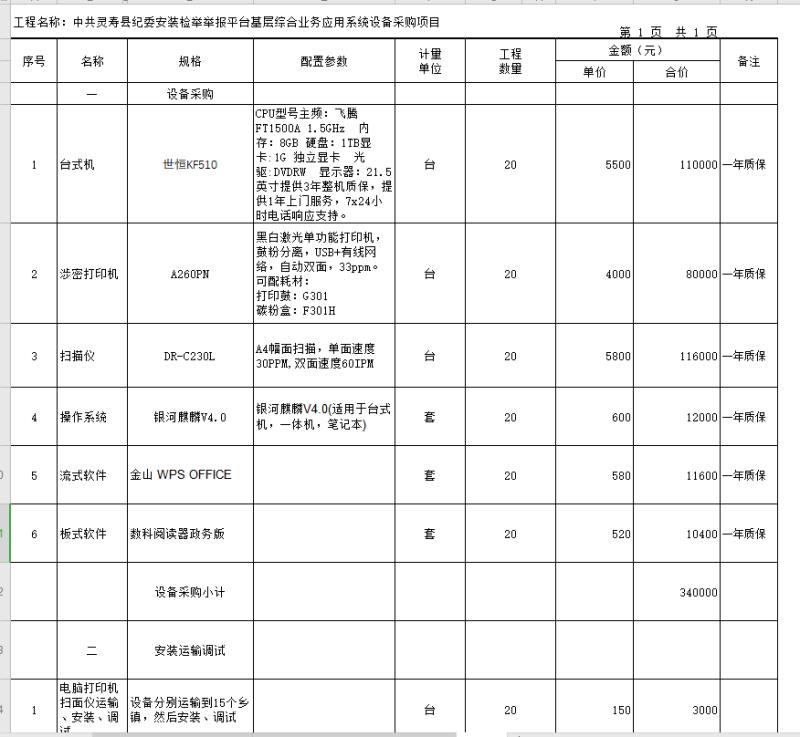 工程名称：中共灵寿县纪委安装检举举报平台基层综合业务应用系统设备采购项目
第 1 页 共 1 页
序号 名称 规格 配置参数 计量单位 工程数量 金额（元） 备注
单价 合价
一 设备采购
1 台式机 世恒KF510
CPU型号主频：飞腾
FT1500A 1.5GHz 内
存：8GB 硬盘：1TB显
卡:1G 独立显卡 光
驱:DVDRW 显示器：21.5
英寸提供3年整机质保，提
供1年上门服务，7x24小
时电话响应支持。
台 20 5500 110000 一年质保
2 涉密打印机 A260PN
黑白激光单功能打印机，
鼓粉分离，USB+有线网
络，自动双面，33ppm。
可配耗材：
打印鼓：G301
碳粉盒：F301H
台 20 4000 80000 一年质保
3 扫描仪 DR-C230L
A4幅面扫描，单面速度
30PPM,双面速度60IPM
台 20 5800 116000 一年质保
4 操作系统 银河麒麟V4.0
银河麒麟V4.0(适用于台式
机，一体机，笔记本)
套 20 600 12000 一年质保
5 流式软件 金山 WPS OFFICE 套 20 580 11600 一年质保
6 板式软件 数科阅读器政务版 套 20 520 10400 一年质保
设备采购小计 340000
二 安装运输调试
1
电脑打印机
扫面仪运输
、安装、调
试
设备分别运输到15个乡
镇，然后安装、调试
台 20 150 3000